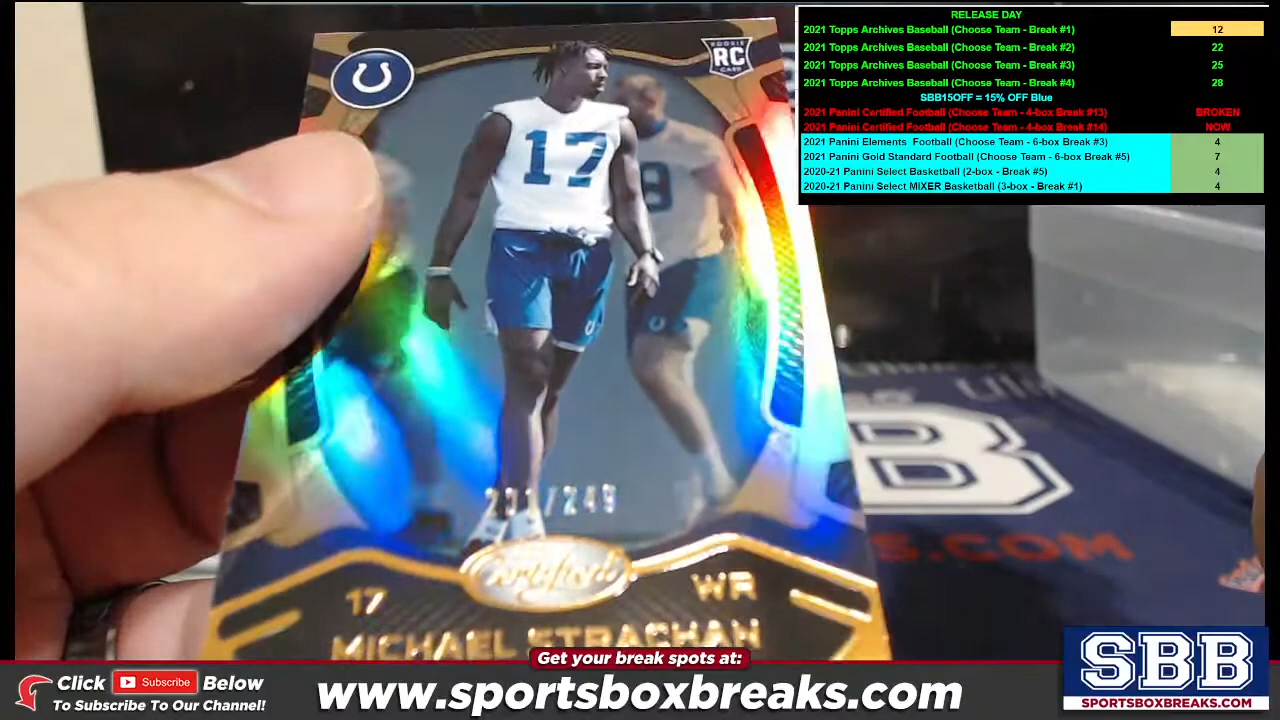 RELEASE DAY
2021 Topps Archives Baseball (Choose Team - Break #1) 12
2021 Topps Archives Baseball (Choose Team - Break #2) 22
2021 Topps Archives Baseball (Choose Team - Break #3) 25
2021 Topps Archives Baseball (Choose Team - Break #4) 28
SBB15OFF = 15% OFF Blue
2021 Panini Certified Football (Choose Team - 4-box Break #13) BROKEN
2021 Panini Certified Football (Choose Team - 4-box Break #14) NOW
2021 Panini Elements Football (Choose Team - 6-box Break #3) 4
2021 Panini Gold Standard Football (Choose Team - 6-box Break #5) 7
2020-21 Panini Select Basketball (2-box - Break #5) 4
2020-21 Panini Select MIXER Basketball (3-box - Break #1) 4
ROOKIE
RC
CARD
17
8
/249
Certified
17 WR
MICHAEL STRACHAN
B
S.COM
Get your break spots at:
Click Subscribe Below
To Subscribe To Our Channel!
www.sportsboxbreaks.com
SBB
SPORTSBOXBREAKS.COM